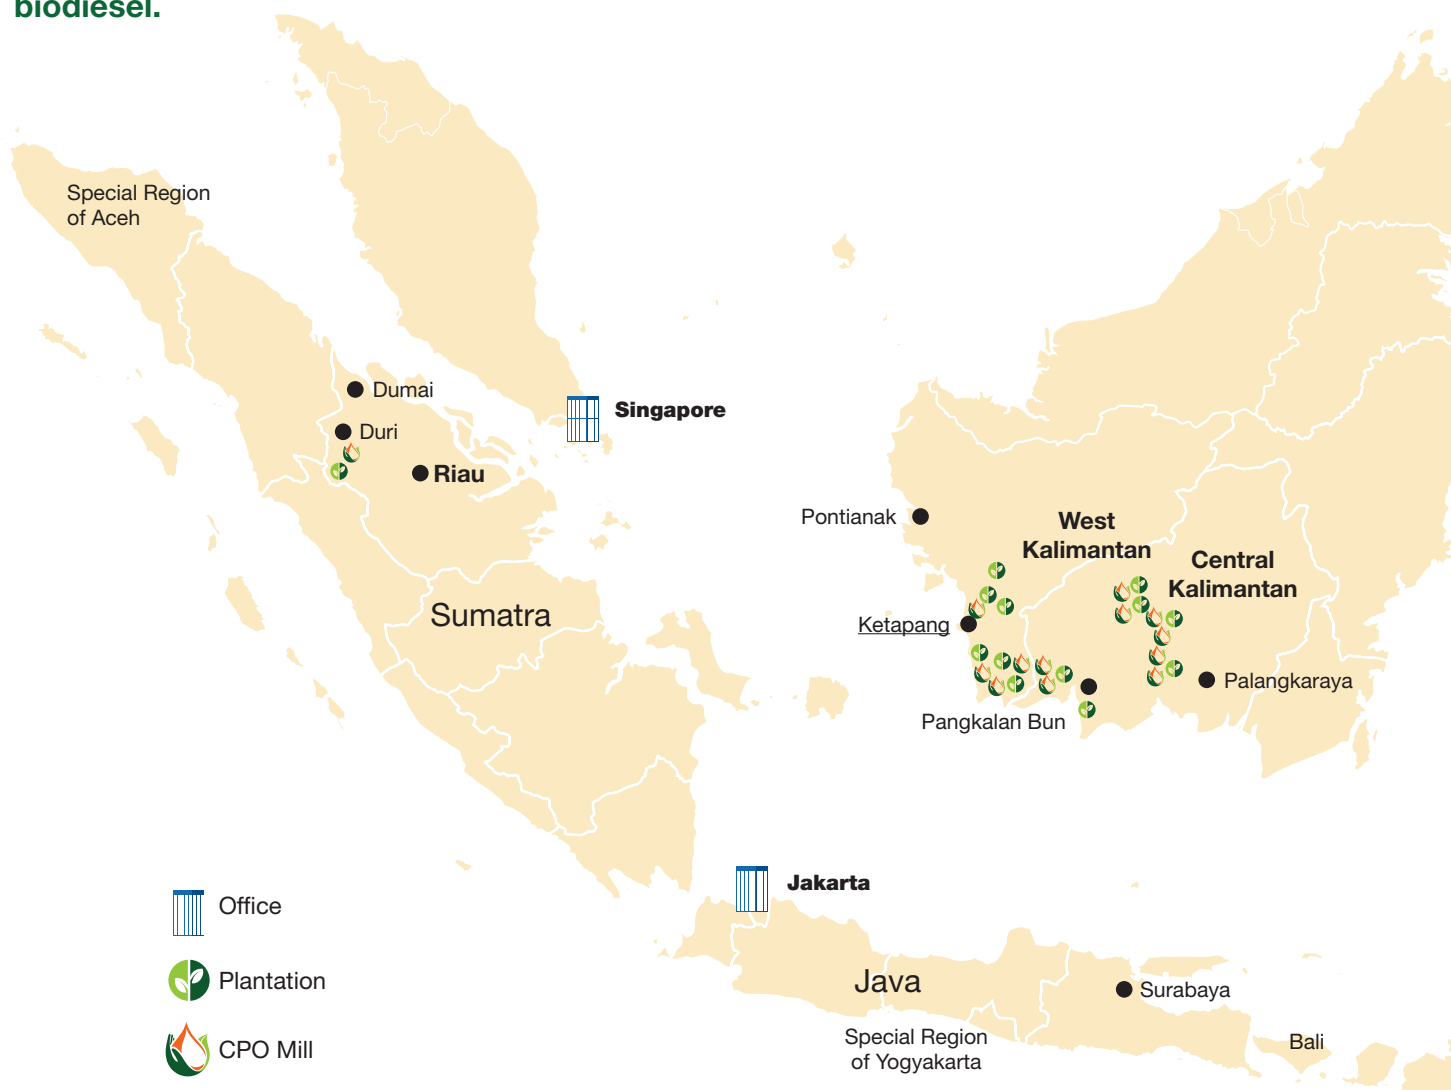 biodiesel.
Special Region
of Aceh
Dumai
Duri
Riau
Singapore
Pontianak
West
Kalimantan
Central
Kalimantan
Sumatra
Ketapang
Palangkaraya
Pangkalan Bun
Jakarta
Office
Plantation
CPO Mill
Java
Surabaya
Special Region
of Yogyakarta
Bali